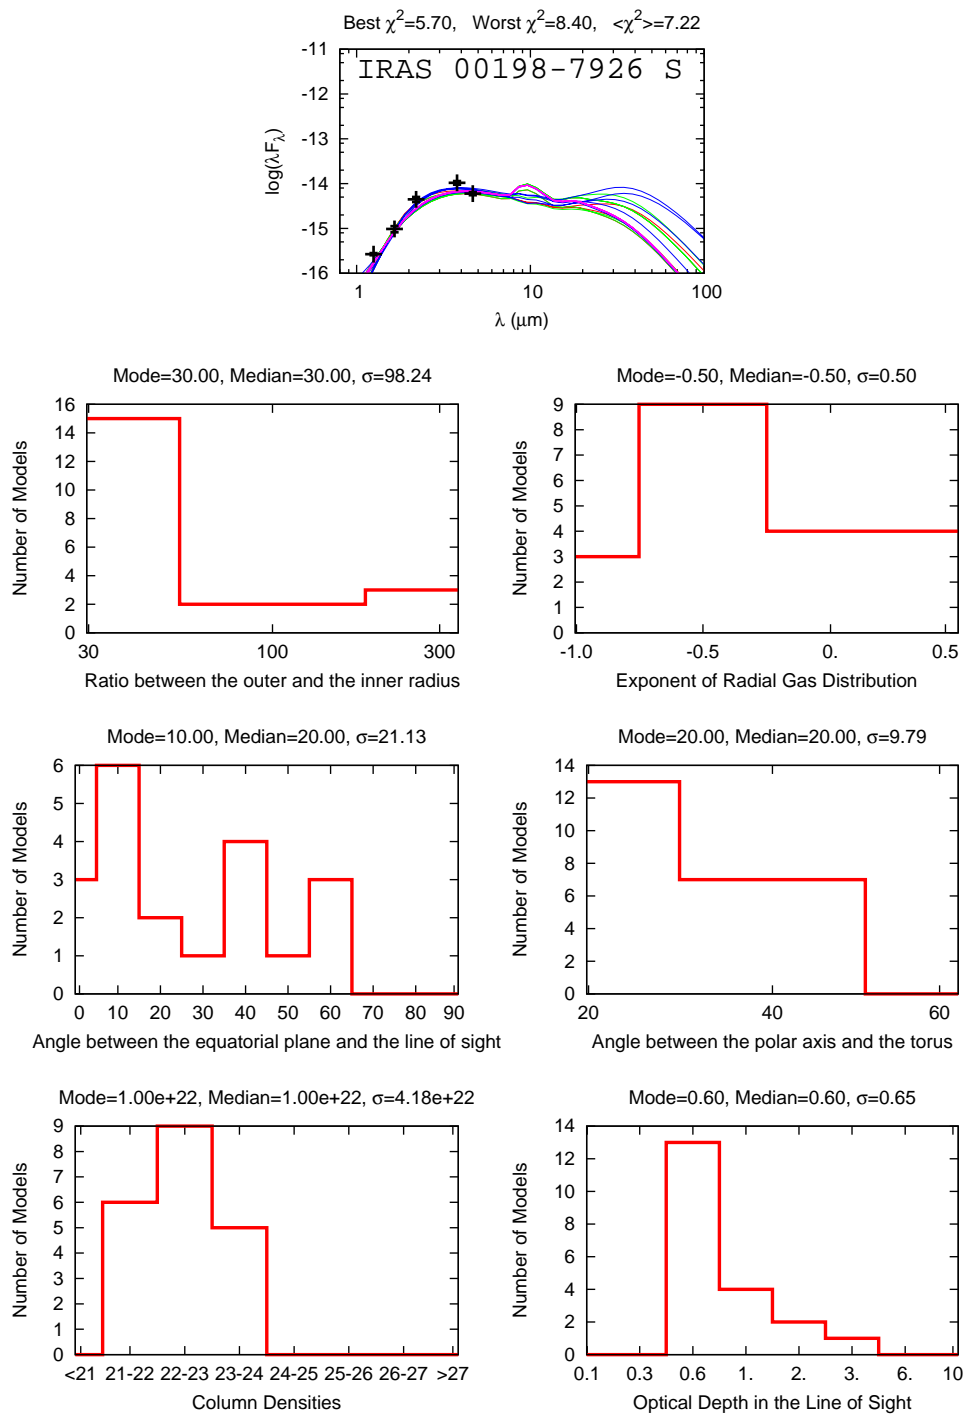 Best χ²=5.70, Worst χ²=8.40, <χ²>=7.22
IRAS 00198-7926 S
log(λFλ)
-11
-12
-13
-14
-15
-16
1 10 100
λ (μm)
Mode=30.00, Median=30.00, σ=98.24
Number of Models
16
14
12
10
8
6
4
2
0
30 100 300
Ratio between the outer and the inner radius
Mode=-0.50, Median=-0.50, σ=0.50
Number of Models
9
8
7
6
5
4
3
2
1
0
-1.0 -0.5 0. 0.5
Exponent of Radial Gas Distribution
Mode=10.00, Median=20.00, σ=21.13
Number of Models
6
5
4
3
2
1
0
0 10 20 30 40 50 60 70 80 90
Angle between the equatorial plane and the line of sight
Mode=20.00, Median=20.00, σ=9.79
Number of Models
14
12
10
8
6
4
2
0
20 40 60
Angle between the polar axis and the torus
Mode=1.00e+22, Median=1.00e+22, σ=4.18e+22
Number of Models
9
8
7
6
5
4
3
2
1
0
<21 21-22 22-23 23-24 24-25 25-26 26-27 >27
Column Densities
Mode=0.60, Median=0.60, σ=0.65
Number of Models
14
12
10
8
6
4
2
0
0.1 0.3 0.6 1. 2. 3. 6. 10
Optical Depth in the Line of Sight